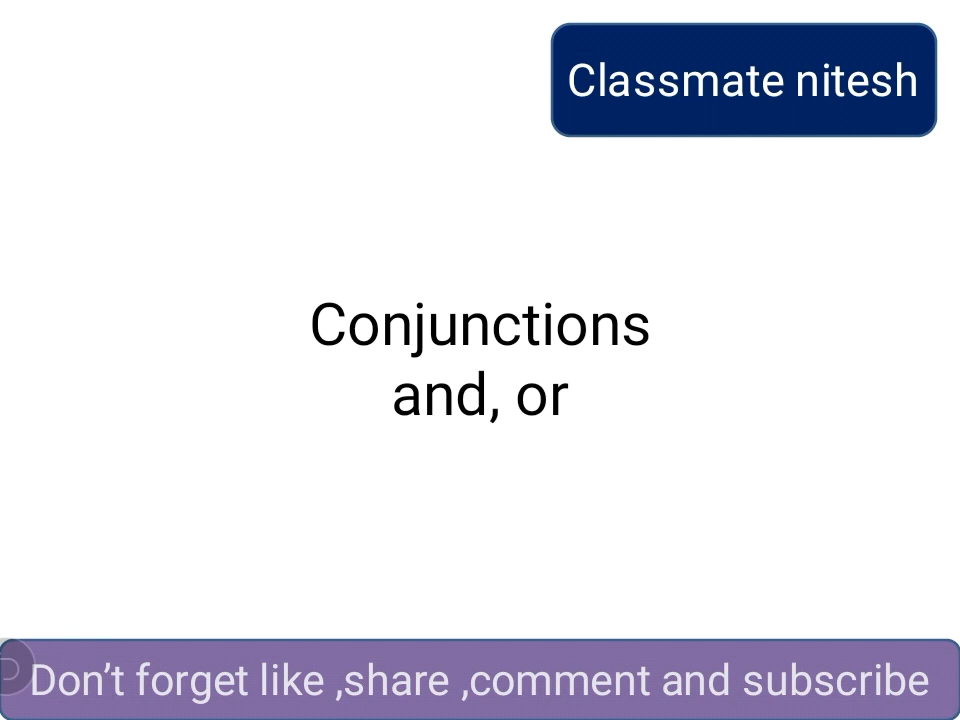 Classmate nitesh
Conjunctions
and, or
Don’t forget like ,share ,comment and subscribe